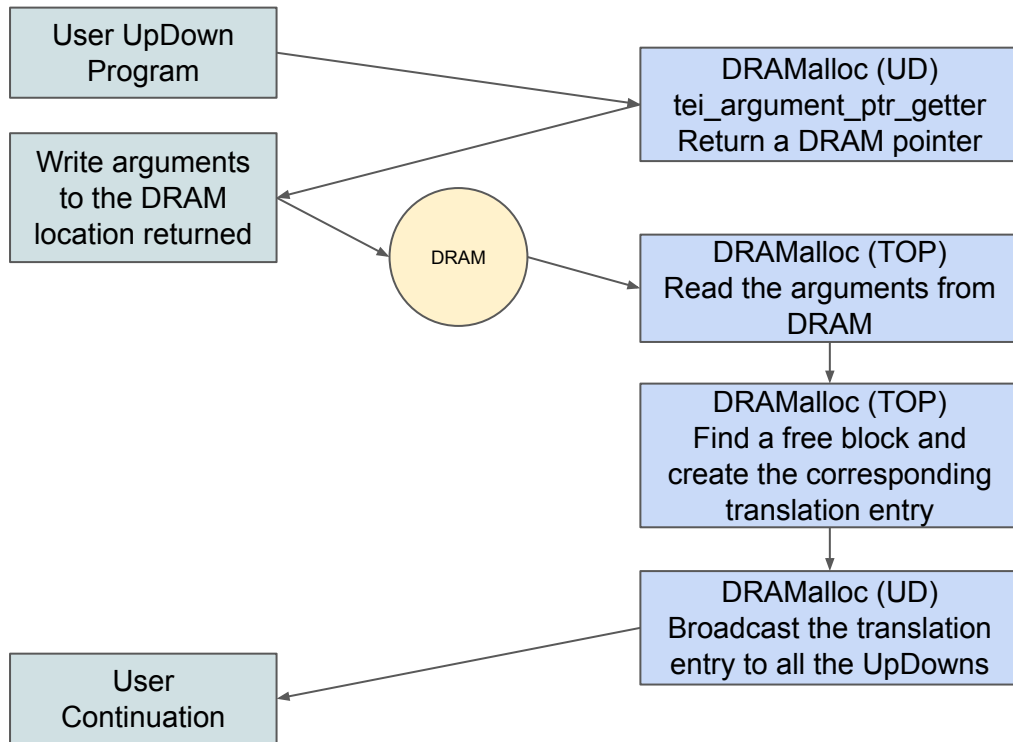 User UpDown
Program
DRAMalloc (UD)
tei_argument_ptr_getter
Return a DRAM pointer
Write arguments
to the DRAM
location returned
DRAM
DRAMalloc (TOP)
Read the arguments from
DRAM
DRAMalloc (TOP)
Find a free block and
create the corresponding
translation entry
DRAMalloc (UD)
Broadcast the translation
entry to all the UpDowns
User
Continuation